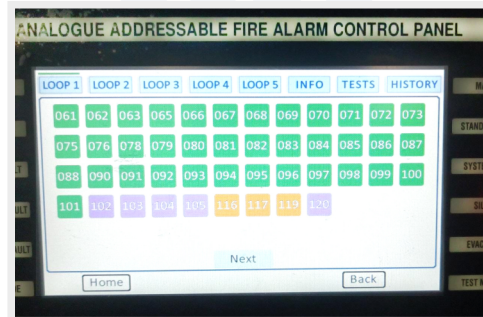 ANALOGUE ADDRESSABLE FIRE ALARM CONTROL PANEL
LOOP 1 LOOP 2 LOOP 3 LOOP 4 LOOP 5 INFO TESTS HISTORY
061 062 063 065 066 067 068 069 070 071 072 073
075 076 078 079 080 081 082 083 084 085 086 087
088 090 091 092 093 094 095 096 097 098 099 100
101 102 103 104 105 116 117 119 120
Next
Home Back